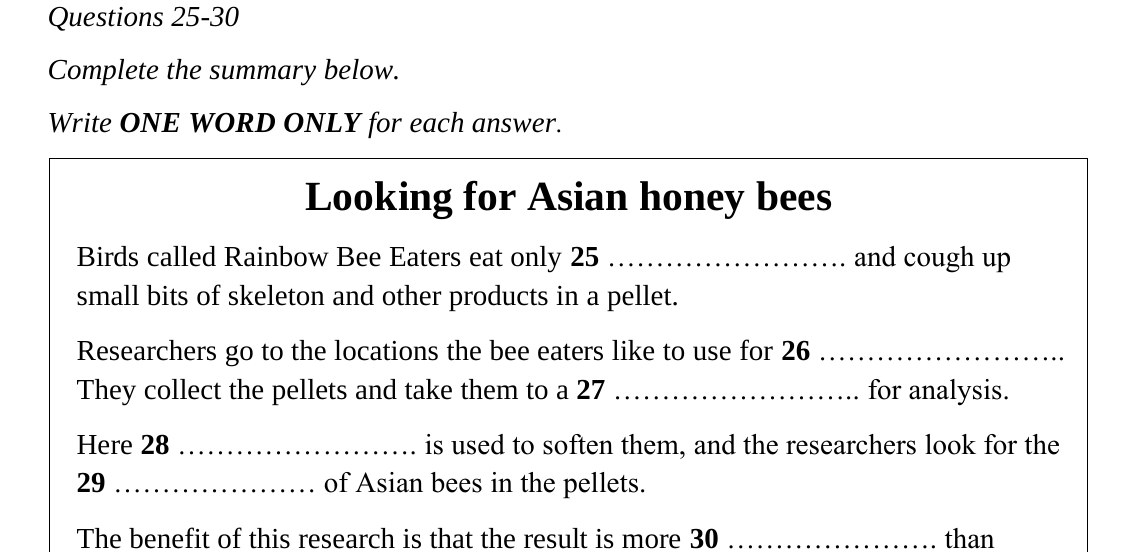 Questions 25-30
Complete the summary below.
Write ONE WORD ONLY for each answer.
Looking for Asian honey bees
Birds called Rainbow Bee Eaters eat only 25 ……………………. and cough up
small bits of skeleton and other products in a pellet.
Researchers go to the locations the bee eaters like to use for 26 ……………………..
They collect the pellets and take them to a 27 …………………….. for analysis.
Here 28 ……………………. is used to soften them, and the researchers look for the
29 ………………… of Asian bees in the pellets.
The benefit of this research is that the result is more 30 …………………. than